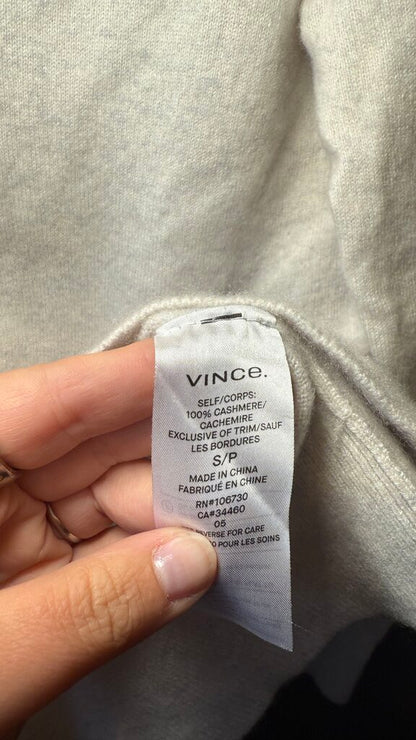 VINCE.
SELF/CORPS:
100% CASHMERE/
CACHEMIRE
EXCLUSIVE OF TRIM/SAUF
LES BORDURES
S/P
MADE IN CHINA
FABRIQUÉ EN CHINE
RN#106730
CA#34460
05
REVERSE FOR CARE
POUR LES SOINS